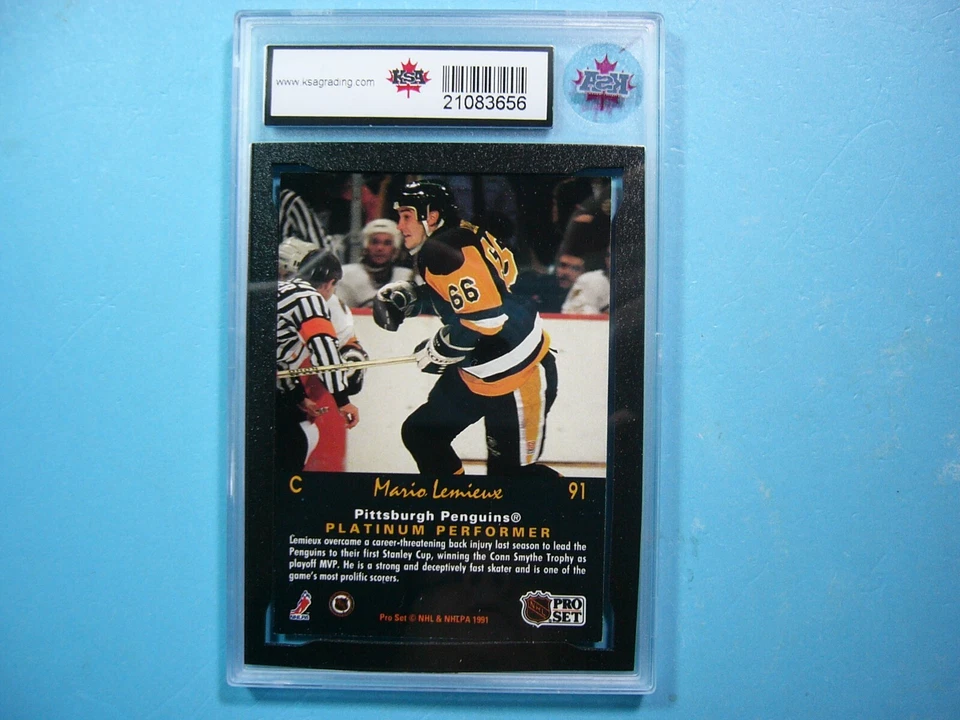 www.ksagrading.com
KSA
21083656
KSA
66
66
C
Mario Lemieux
91
Pittsburgh Penguins®
PLATINUM PERFORMER
Lemieux overcame a career-threatening back injury last season to lead the
Penguins to their first Stanley Cup, winning the Conn Smythe Trophy as
playoff MVP. He is a strong and deceptively fast skater and is one of the
game's most prolific scorers.
NHLPA
NHL
PRO
SET
Pro Set © NHL & NHLPA 1991